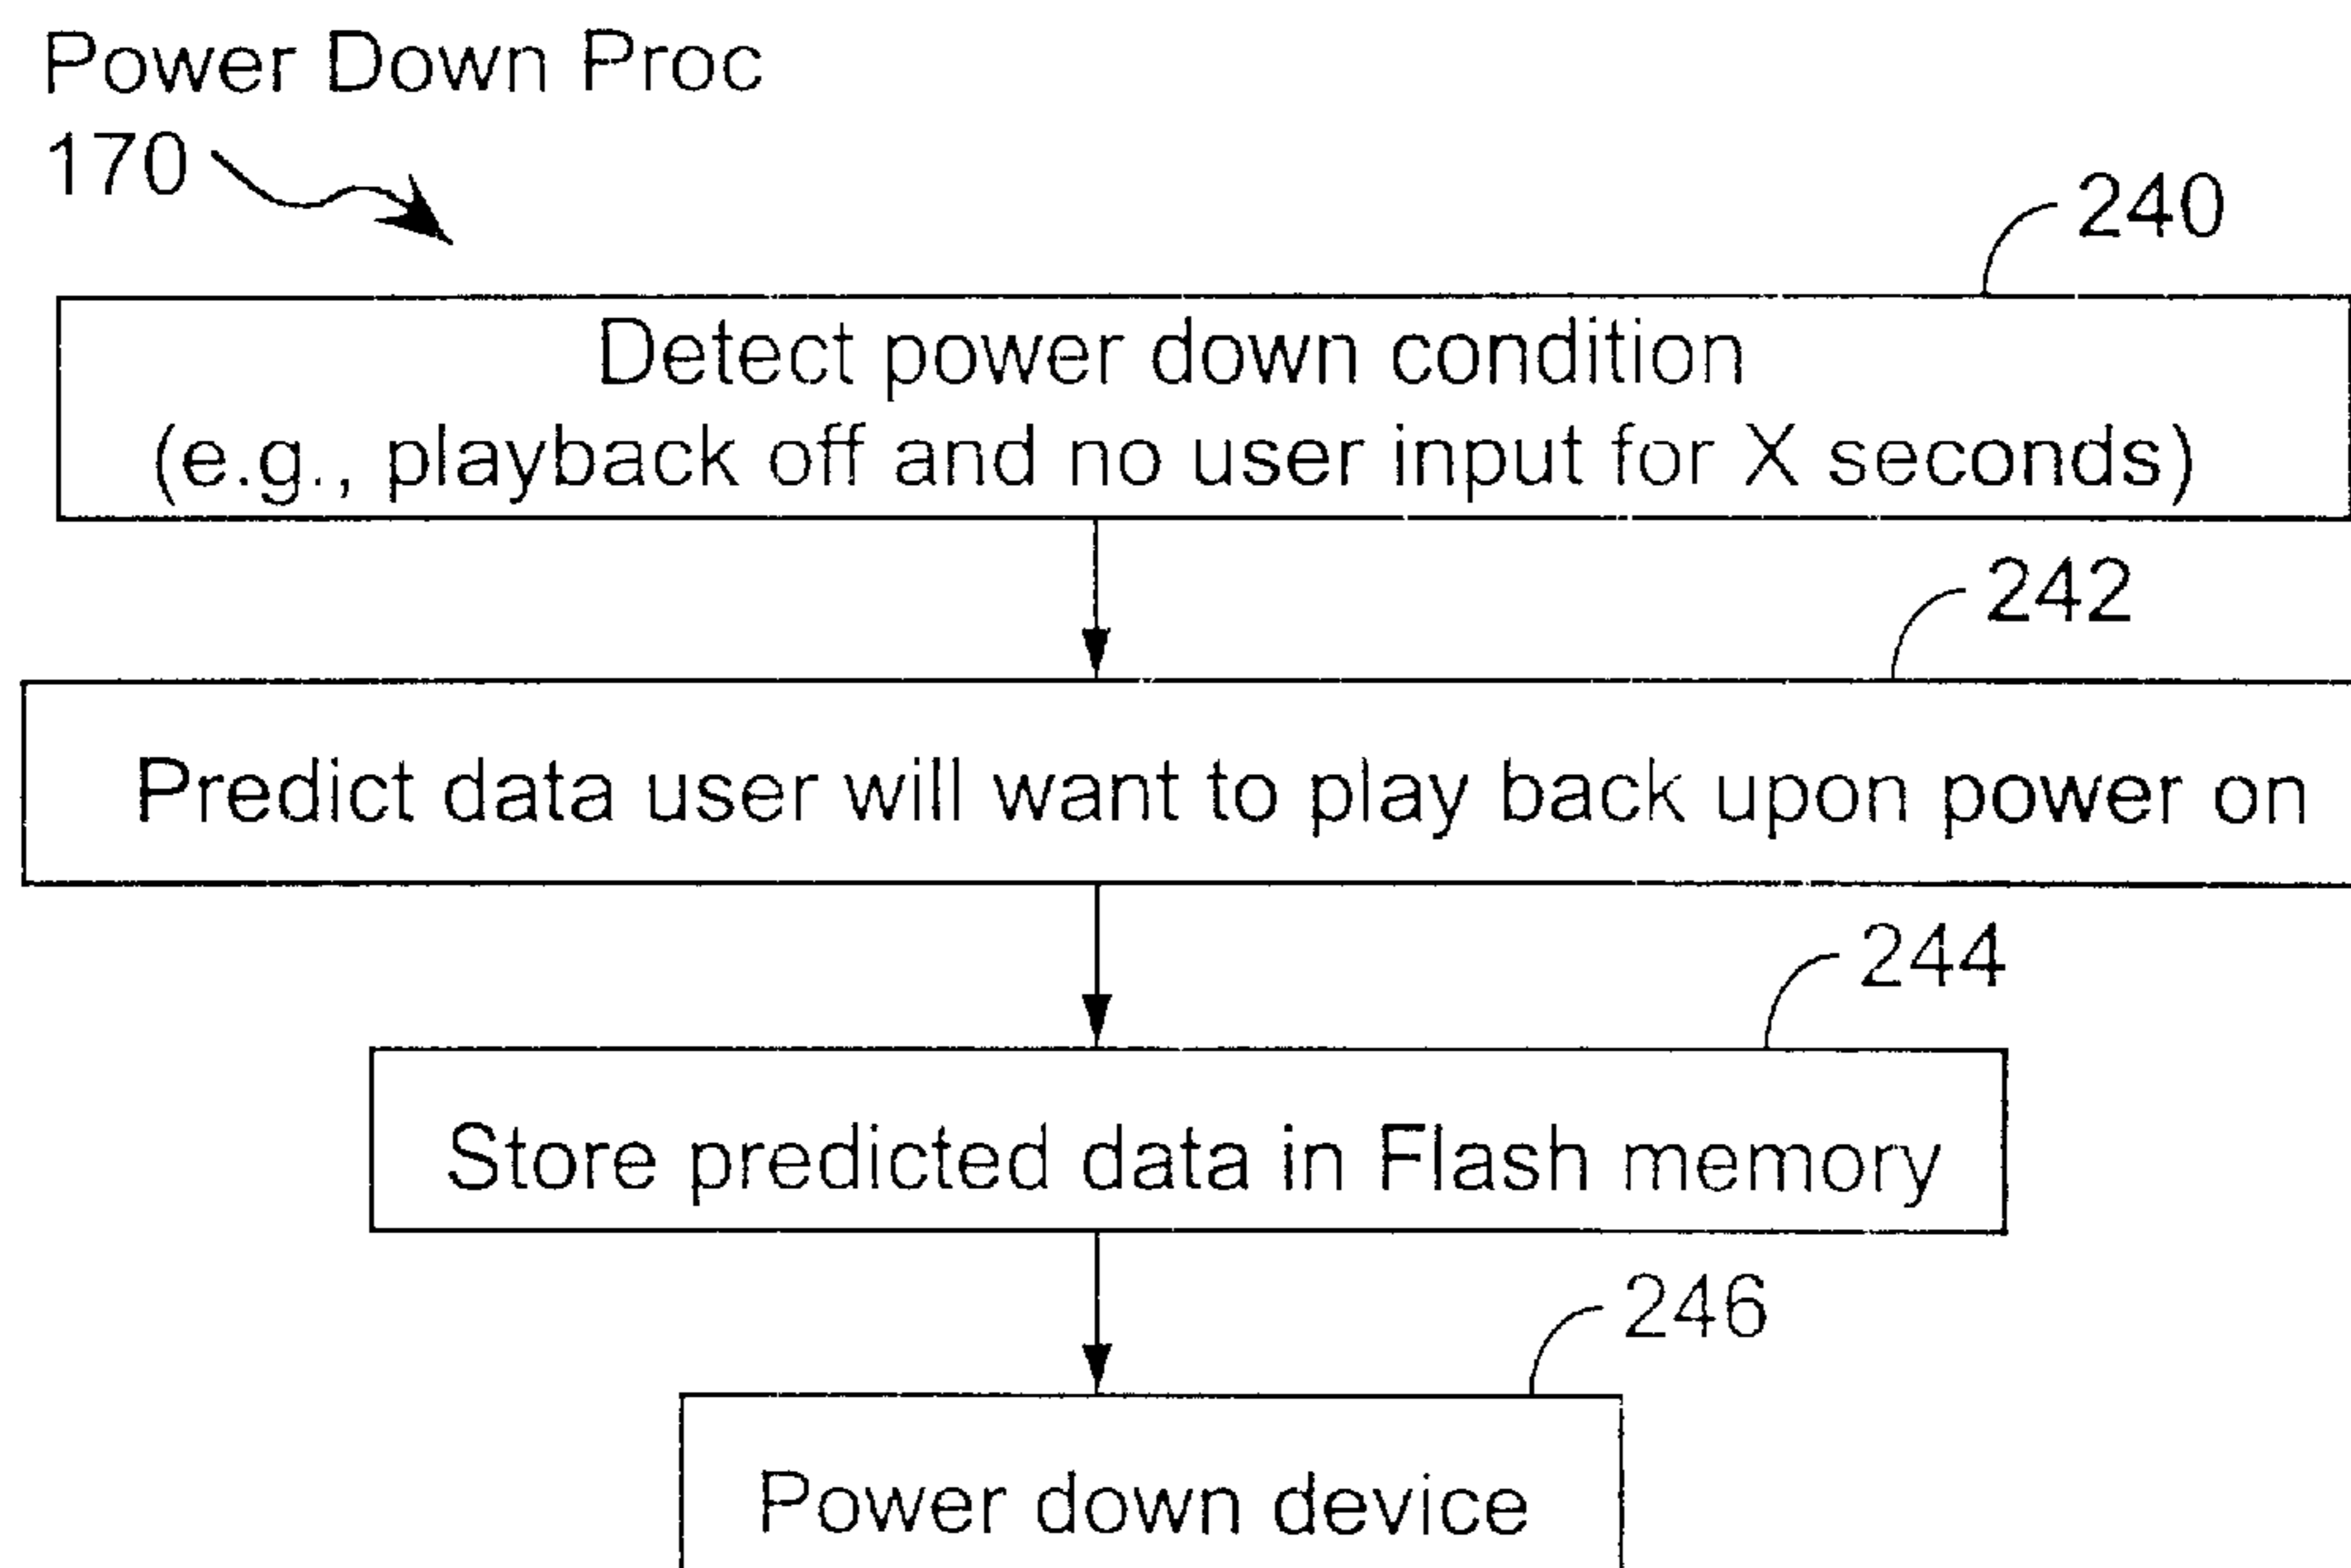 Power Down Proc
170
240
Detect power down condition
(e.g., playback off and no user input for X seconds)
242
Predict data user will want to play back upon power on
244
Store predicted data in Flash memory
246
Power down device